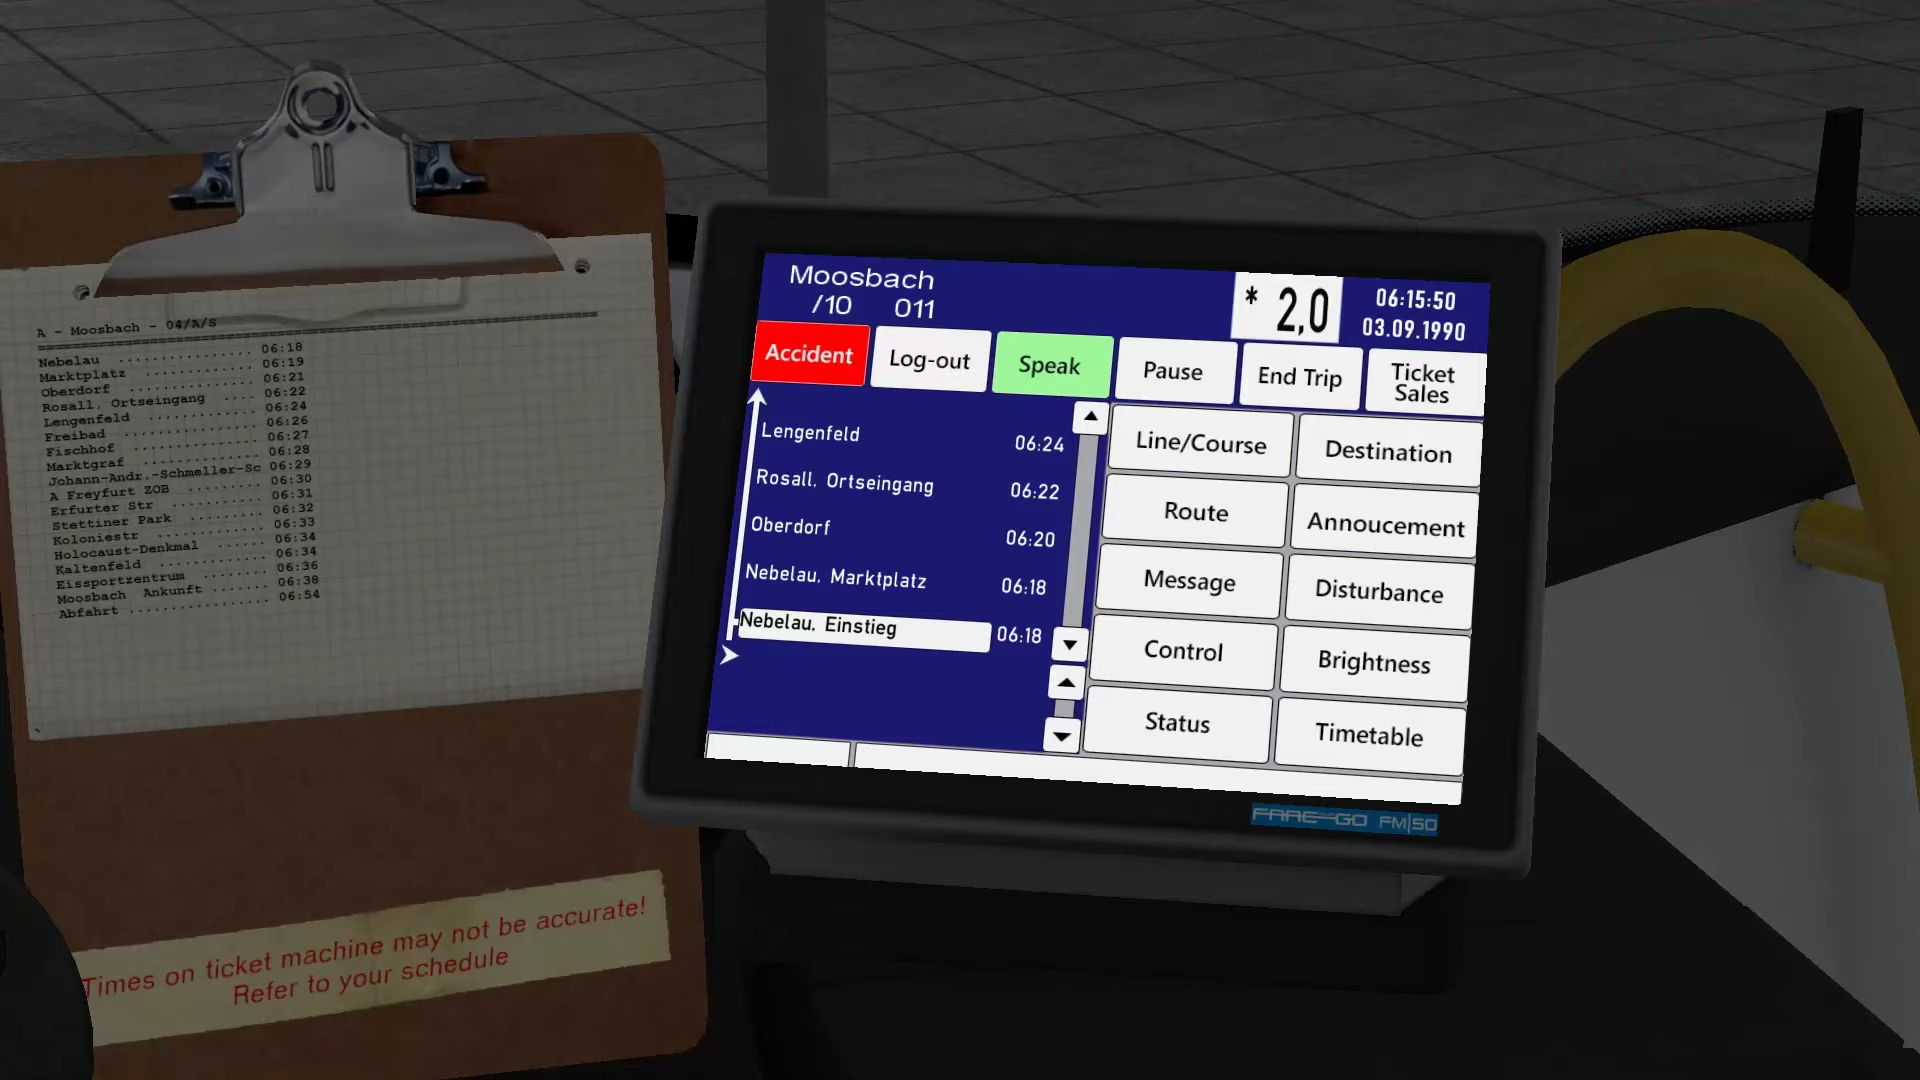 A - Moosbach - 04/A/S
Nebelau ................ 06:18
Marktplatz ............. 06:19
Oberdorf ............... 06:21
Rosall, Ortseingang .... 06:22
Lengenfeld ............. 06:24
Freibad ................ 06:26
Fischhof ............... 06:27
Marktgraf .............. 06:28
Johann-Andr.-Schmeller-Sc 06:29
A Freyfurt ZOB ......... 06:30
Erfurter Str ........... 06:31
Stettiner Park ......... 06:32
Koloniestr ............. 06:33
Holocaust-Denkmal ...... 06:34
Kaltenfeld ............. 06:34
Eissportzentrum ........ 06:36
Moosbach Ankunft ....... 06:38
Abfahrt ................ 06:54
Times on ticket machine may not be accurate!
Refer to your schedule
Moosbach
/10 011
* 2,0
06:15:50
03.09.1990
Accident
Log-out
Speak
Pause
End Trip
Ticket
Sales
Lengenfeld 06:24
Rosall, Ortseingang 06:22
Oberdorf 06:20
Nebelau, Marktplatz 06:18
Nebelau, Einstieg 06:18
Line/Course
Destination
Route
Annoucement
Message
Disturbance
Control
Brightness
Status
Timetable
FARE-GO FM|50